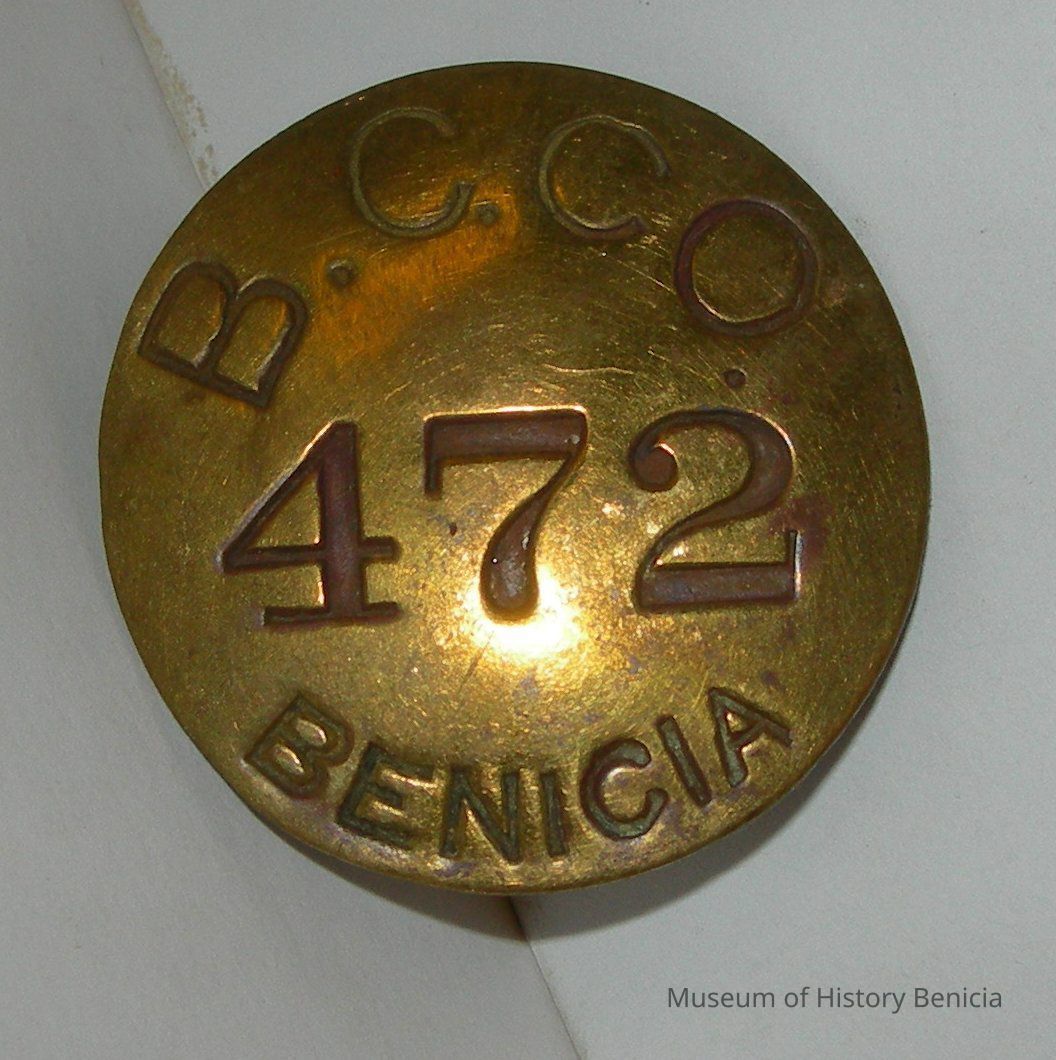 B. C. CO.
472
BENICIA
Museum of History Benicia